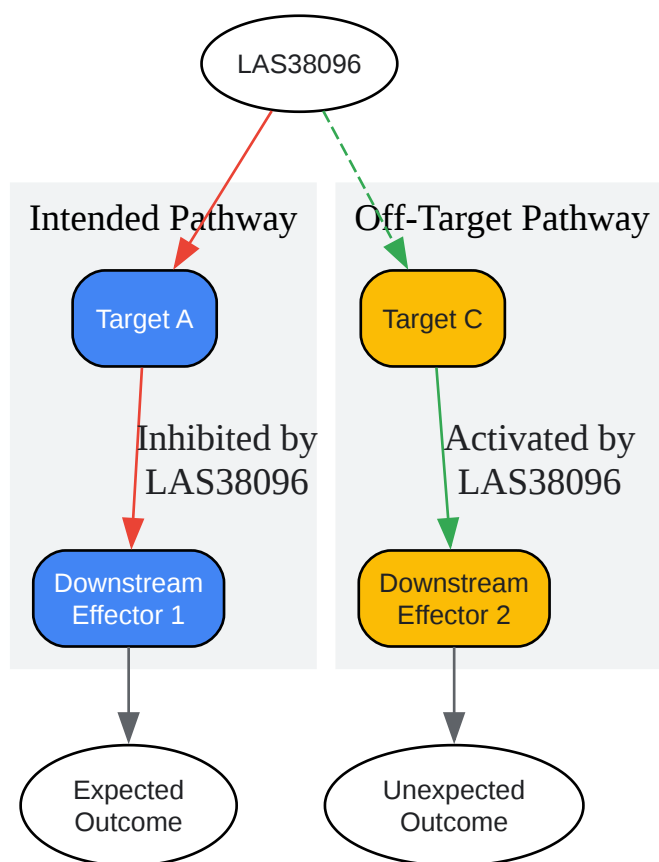 LAS38096
Intended Pathway
Off-Target Pathway
Target A
Target C
Inhibited by
LAS38096
Activated by
LAS38096
Downstream
Effector 1
Downstream
Effector 2
Expected
Outcome
Unexpected
Outcome